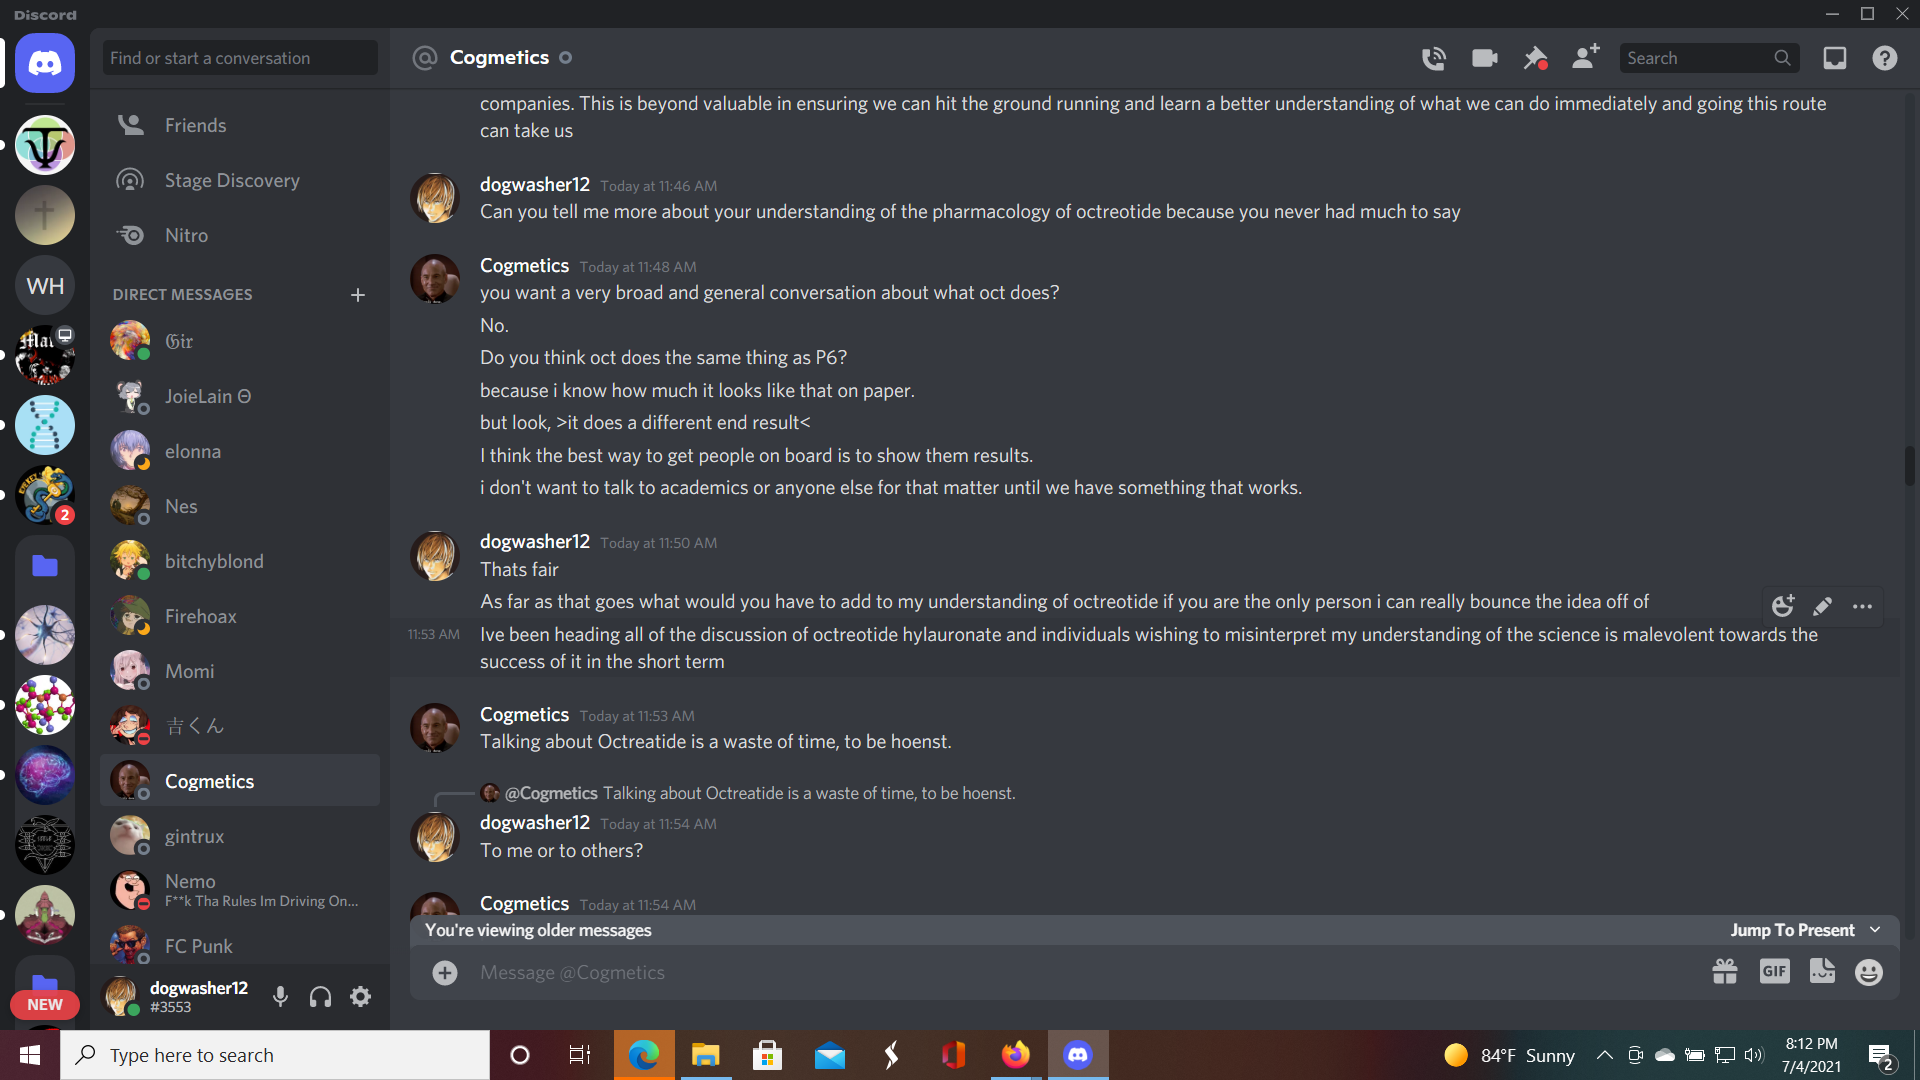 Discord
Find or start a conversation
Cogmetics
Search
Friends
Stage Discovery
Nitro
DIRECT MESSAGES
𝔊𝔦𝔯
JoieLain Θ
elonna
Nes
bitchyblond
Firehoax
Momi
吉くん
Cogmetics
gintrux
Nemo
F**k Tha Rules Im Driving On...
FC Punk
dogwasher12
#3553
WH
2
NEW
companies. This is beyond valuable in ensuring we can hit the ground running and learn a better understanding of what we can do immediately and going this route
can take us
dogwasher12 Today at 11:46 AM
Can you tell me more about your understanding of the pharmacology of octreotide because you never had much to say
Cogmetics Today at 11:48 AM
you want a very broad and general conversation about what oct does?
No.
Do you think oct does the same thing as P6?
because i know how much it looks like that on paper.
but look, >it does a different end result<
I think the best way to get people on board is to show them results.
i don't want to talk to academics or anyone else for that matter until we have something that works.
dogwasher12 Today at 11:50 AM
Thats fair
As far as that goes what would you have to add to my understanding of octreotide if you are the only person i can really bounce the idea off of
11:53 AM Ive been heading all of the discussion of octreotide hylauronate and individuals wishing to misinterpret my understanding of the science is malevolent towards the
success of it in the short term
Cogmetics Today at 11:53 AM
Talking about Octreatide is a waste of time, to be hoenst.
@Cogmetics Talking about Octreatide is a waste of time, to be hoenst.
dogwasher12 Today at 11:54 AM
To me or to others?
Cogmetics Today at 11:54 AM
You're viewing older messages
Jump To Present
Message @Cogmetics
GIF
Type here to search
84°F Sunny
8:12 PM
7/4/2021
2